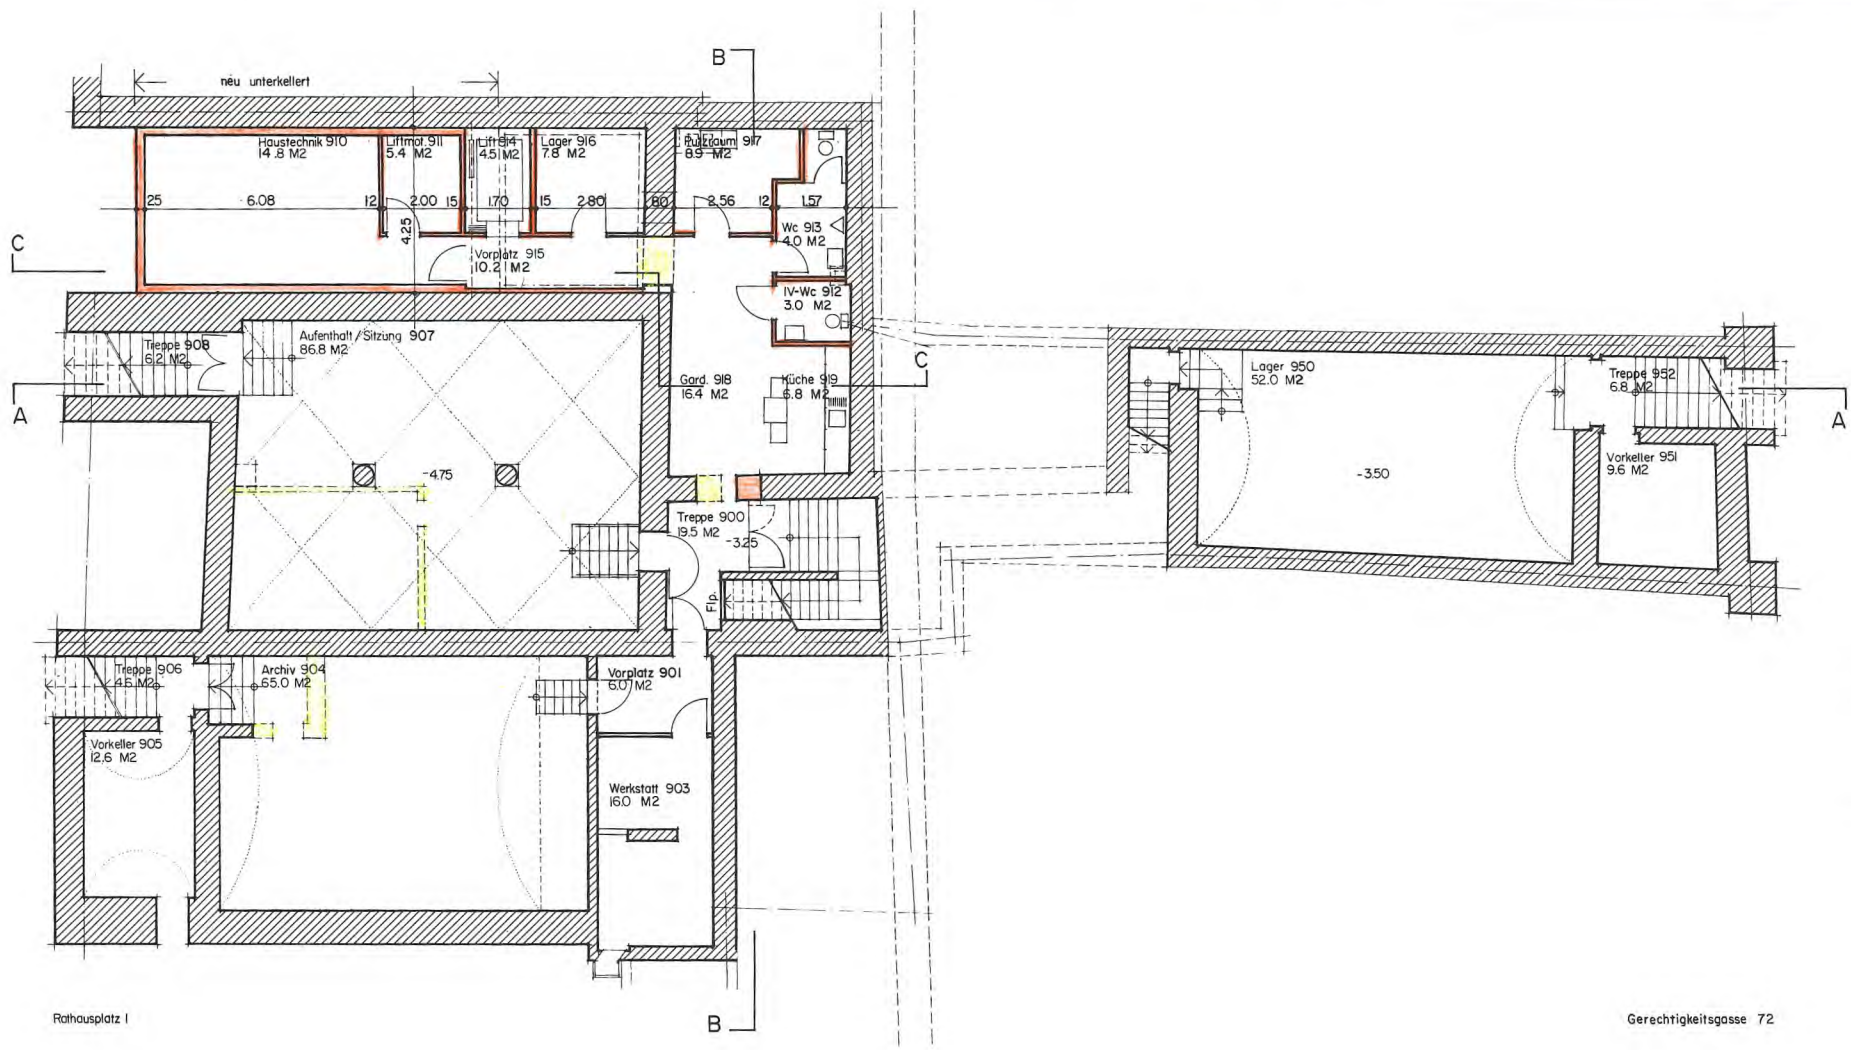 B
neu unterkellert
Haustechnik 910
14.8 M2
Liftmot. 911
5.4 M2
Lift 914
4.5 M2
Lager 916
7.8 M2
Putzraum 917
8.9 M2
25
6.08
12
2.00
15
1.70
15
2.80
80
2.56
12
1.57
4.25
Wc 913
4.0 M2
C
Vorplatz 915
10.2 M2
IV-Wc 912
3.0 M2
Treppe 908
6.2 M2
Aufenthalt / Sitzung 907
86.8 M2
C
Gard. 918
16.4 M2
Küche 919
6.8 M2
Lager 950
52.0 M2
Treppe 952
6.8 M2
A
A
-4.75
-3.50
Vorkeller 951
9.6 M2
Treppe 900
19.5 M2
-3.25
Flp.
Treppe 906
4.6 M2
Archiv 904
65.0 M2
Vorplatz 901
6.0 M2
Vorkeller 905
12.6 M2
Werkstatt 903
16.0 M2
B
Rathausplatz 1
Gerechtigkeitsgasse 72